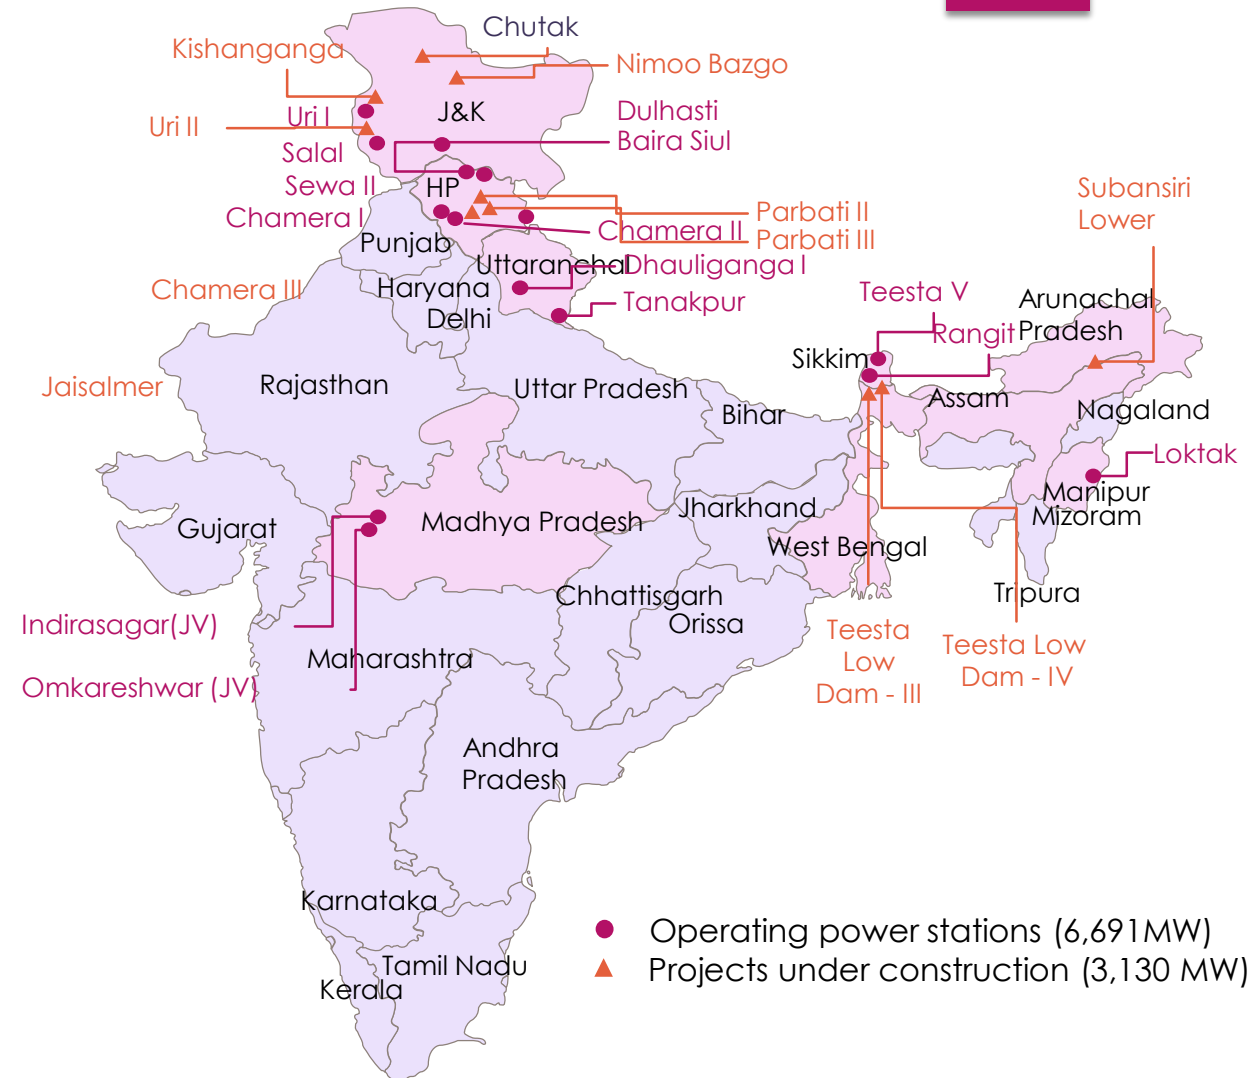 Chutak
Kishanganga
Nimoo Bazgo
Dulhasti
J&K
Uri I
Uri II
Baira Siul
Salal
Sewa II
HP
Subansiri
Lower
Chamera I
Parbati II
Chamera II
Parbati III
Punjab
Uttaranchal
Dhauliganga I
Chamera III
Haryana
Delhi
Tanakpur
Teesta V
Arunachal
Pradesh
Rangit
Sikkim
Jaisalmer
Rajasthan
Uttar Pradesh
Bihar
Assam
Nagaland
Loktak
Manipur
Mizoram
Jharkhand
Madhya Pradesh
Gujarat
West Bengal
Tripura
Chhattisgarh
Orissa
Indirasagar(JV)
Teesta
Low
Dam - III
Teesta Low
Dam - IV
Maharashtra
Omkareshwar (JV)
Andhra
Pradesh
Karnataka
Operating power stations (6,691MW)
Projects under construction (3,130 MW)
Tamil Nadu
Kerala